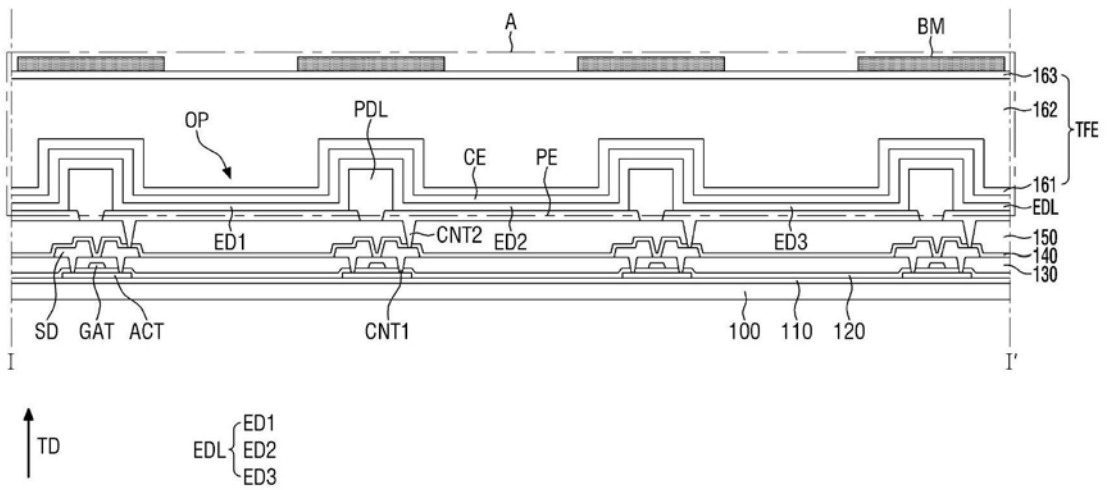 A
BM
163
162
TFE
PDL
OP
CE
PE
161
EDL
ED1
CNT2
ED2
ED3
150
140
130
SD
GAT
ACT
CNT1
100
110
120
I
I'
TD
EDL
ED1
ED2
ED3